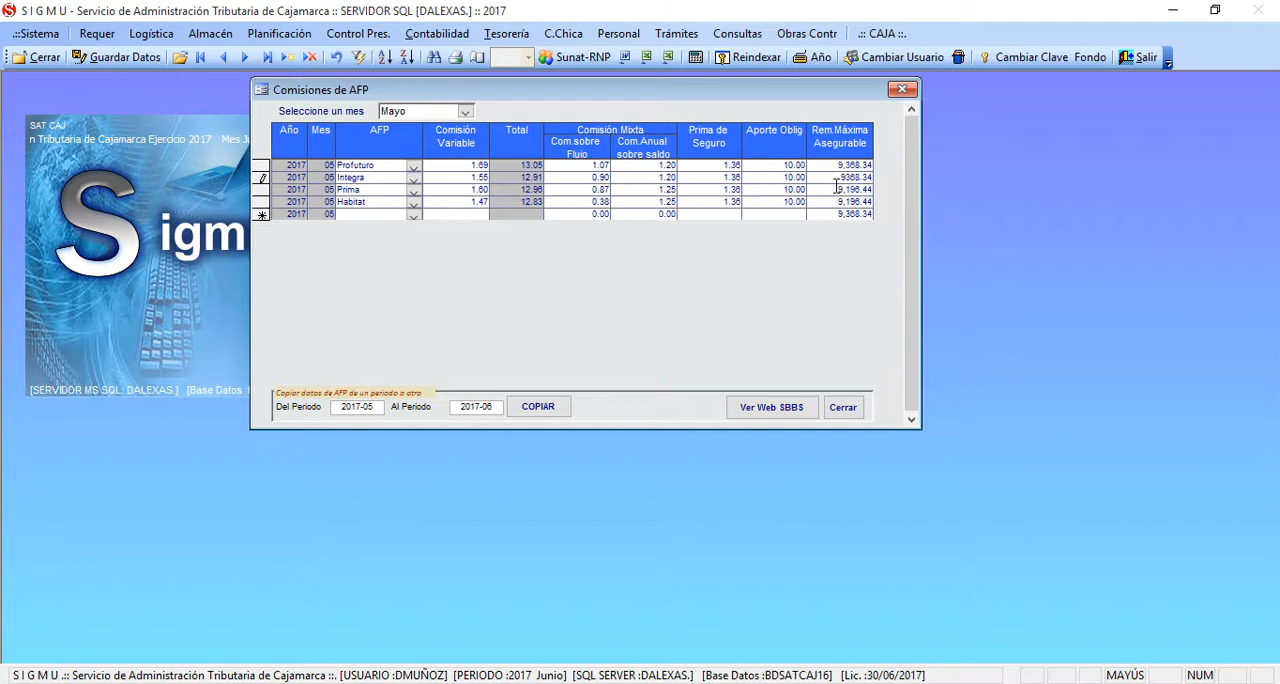 S I G M U - Servicio de Administración Tributaria de Cajamarca :: SERVIDOR SQL [DALEXAS.] :: 2017
.::Sistema Requer Logística Almacén Planificación Control Pres. Contabilidad Tesorería C.Chica Personal Trámites Consultas Obras Contr .:: CAJA ::.
Cerrar Guardar Datos Sunat-RNP Reindexar Año Cambiar Usuario Cambiar Clave Fondo Salir
Comisiones de AFP
Seleccione un mes Mayo
Año Mes AFP Comisión Variable Total Comisión Mixta Com.sobre Flujo Com.Anual sobre saldo Prima de Seguro Aporte Oblig Rem.Máxima Asegurable
2017 05 Profuturo 1.69 13.05 1.07 1.20 1.36 10.00 9,368.34
2017 05 Integra 1.55 12.91 0.90 1.20 1.36 10.00 9368.34
2017 05 Prima 1.60 12.96 0.87 1.25 1.36 10.00 9,196.44
2017 05 Habitat 1.47 12.83 0.38 1.25 1.36 10.00 9,196.44
2017 05 0.00 0.00 9,368.34
SAT CAJ
n Tributaria de Cajamarca Ejercicio 2017 Mes Ju
S igm
[SERVIDOR MS SQL: DALEXAS.] [Base Datos :
Copiar datos de AFP de un periodo a otro
Del Periodo 2017-05 Al Periodo 2017-06 COPIAR Ver Web SBBS Cerrar
S I G M U .:: Servicio de Administración Tributaria de Cajamarca ::. [USUARIO :DMUÑOZ] [PERIODO :2017 Junio] [SQL SERVER :DALEXAS.] [Base Datos :BDSATCAJ16] [Lic. :30/06/2017] MAYÚS NUM